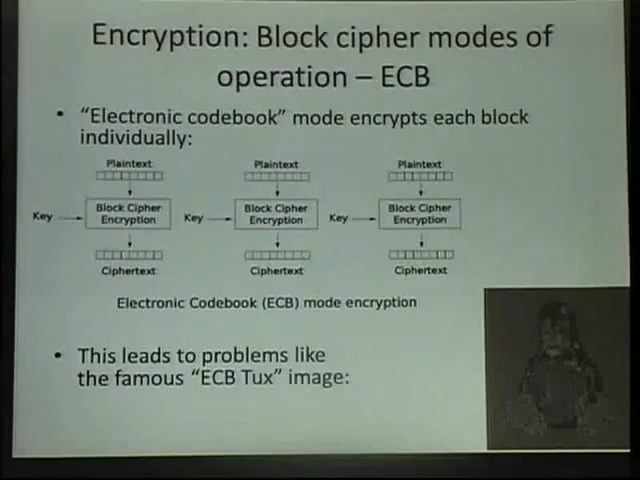 Encryption: Block cipher modes of
operation – ECB
• “Electronic codebook” mode encrypts each block
individually:
Plaintext Plaintext Plaintext
Key Block Cipher Encryption Key Block Cipher Encryption Key Block Cipher Encryption
Ciphertext Ciphertext Ciphertext
Electronic Codebook (ECB) mode encryption
• This leads to problems like
the famous “ECB Tux” image: